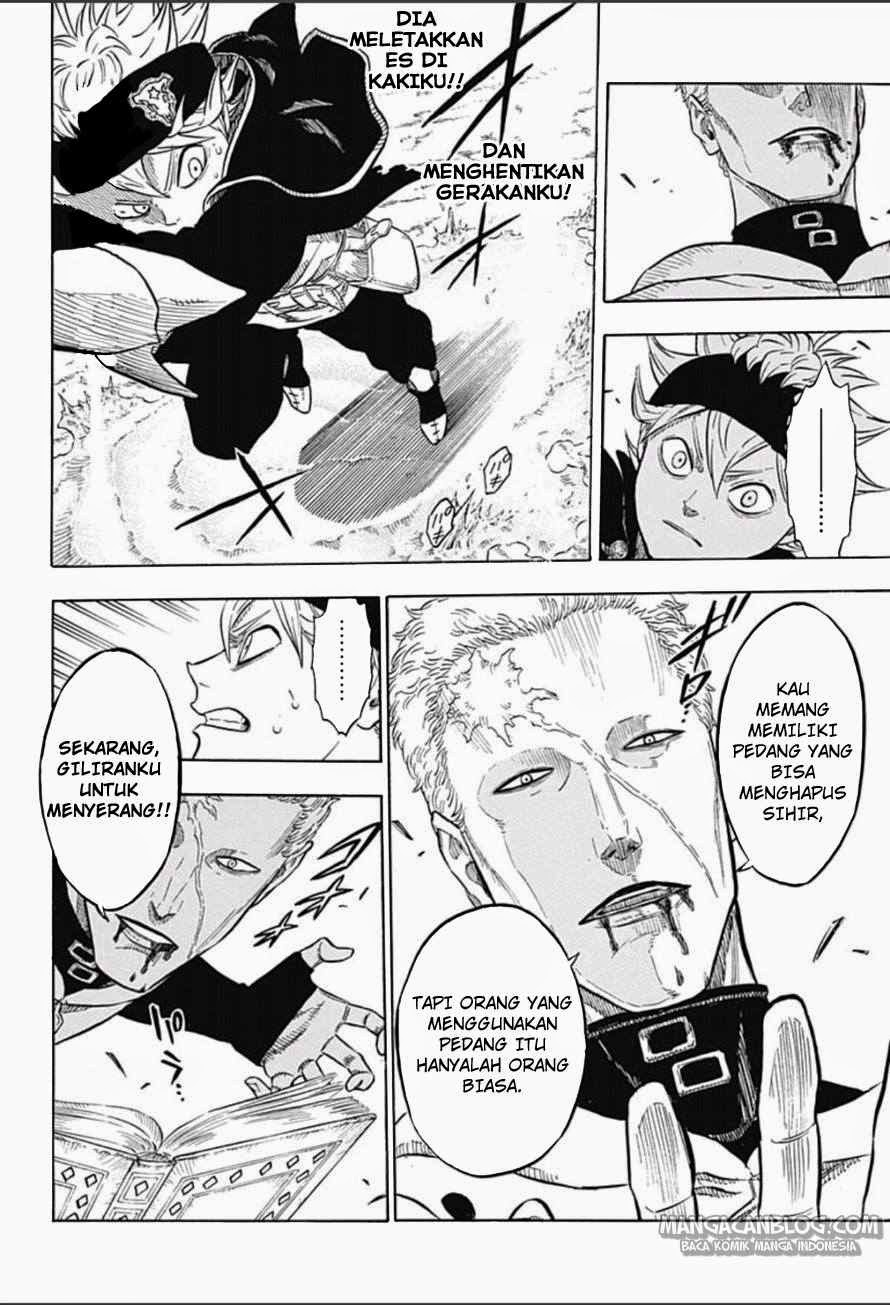 DIA
MELETAKKAN
ES DI
KAKIKU!!
DAN
MENGHENTIKAN
GERAKANKU!
..........
KAU
MEMANG
MEMILIKI
PEDANG YANG
BISA
MENGHAPUS
SIHIR,
TAPI ORANG YANG
MENGGUNAKAN
PEDANG ITU
HANYALAH ORANG
BIASA.
.......
SEKARANG,
GILIRANKU
UNTUK
MENYERANG!!
MANGACANBLOG.COM
BACA KOMIK MANGA INDONESIA